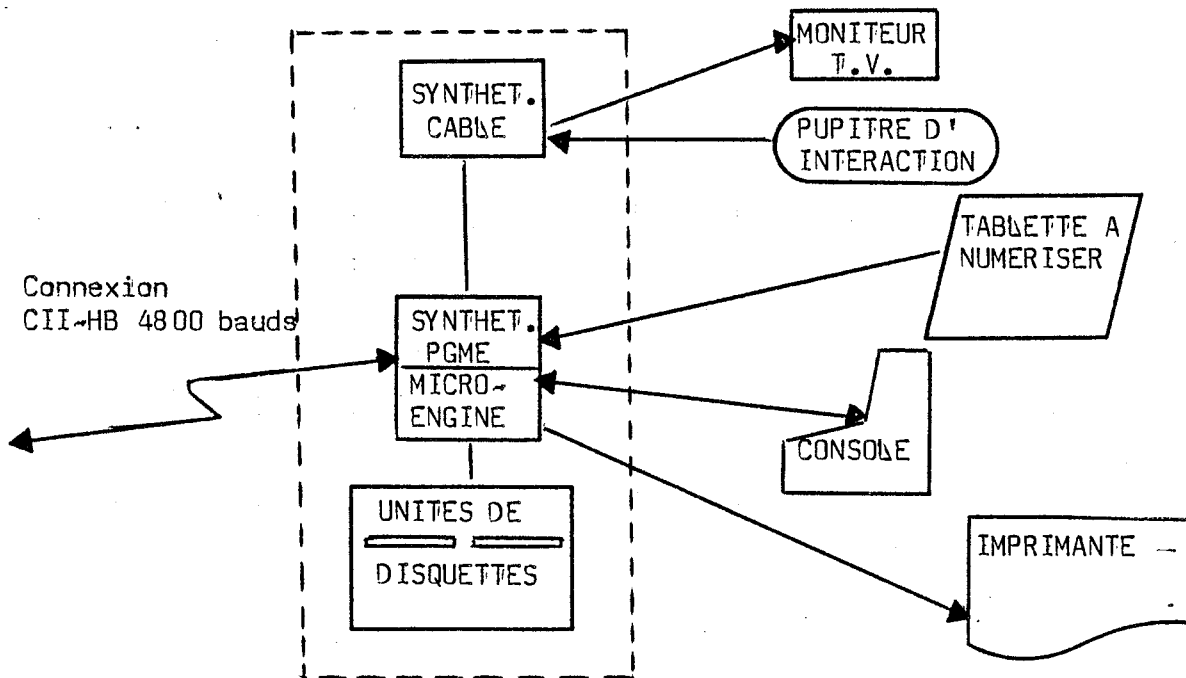 MONITEUR
T.V.
SYNTHET.
CABLE
PUPITRE D'
INTERACTION
TABLETTE A
NUMERISER
Connexion
CII-HB 4800 bauds
SYNTHET.
PGME
MICRO-
ENGINE
CONSOLE
UNITES DE
DISQUETTES
IMPRIMANTE -